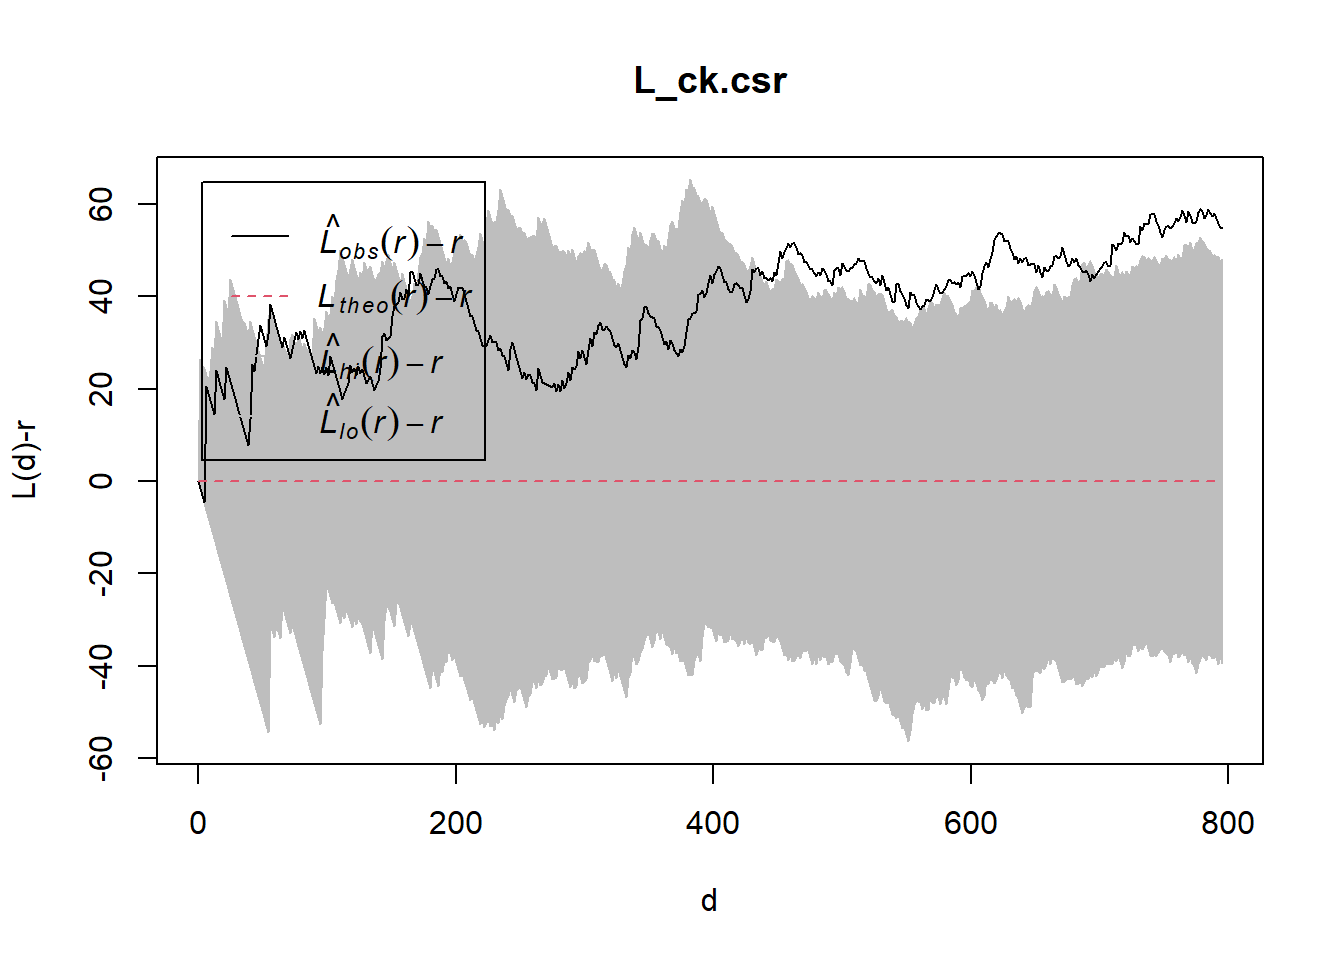 L_ck.csr
L̂obs(r) – r
Ltheo(r) – r
L̂hi(r) – r
L̂lo(r) – r
L(d)-r
60
40
20
0
-20
-40
-60
0 200 400 600 800
d